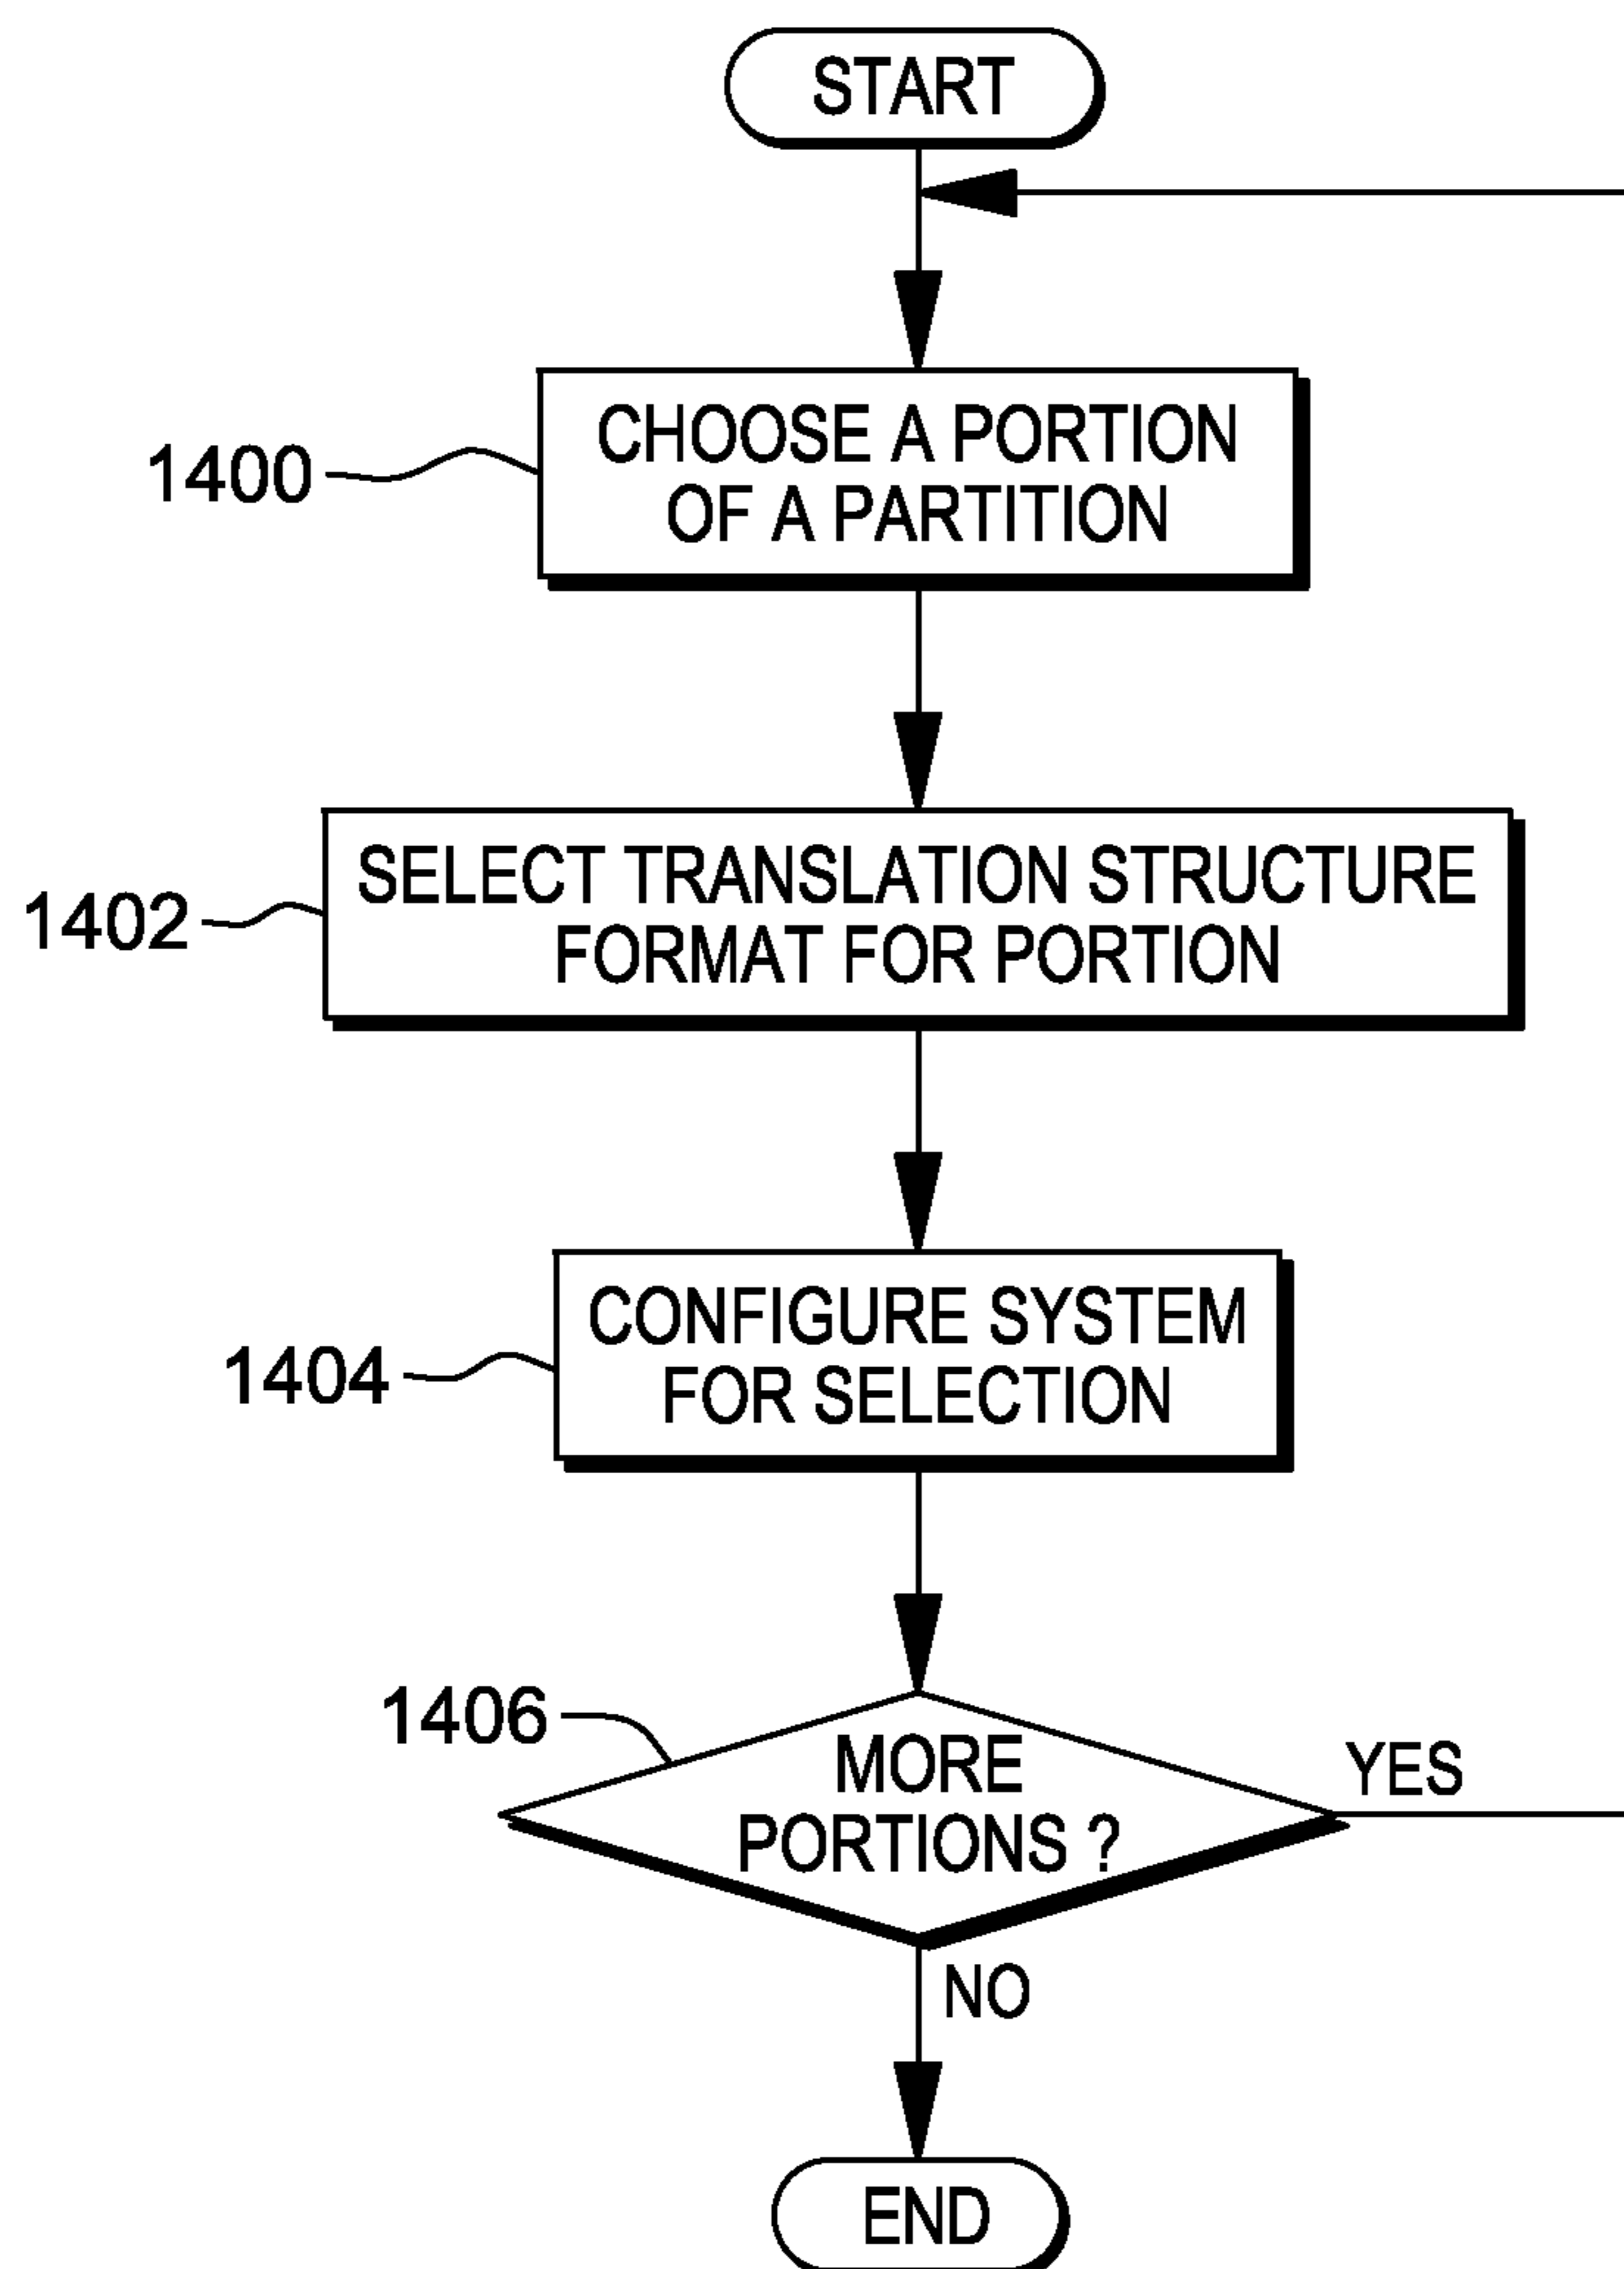 START
CHOOSE A PORTION
OF A PARTITION
1400
SELECT TRANSLATION STRUCTURE
FORMAT FOR PORTION
1402
CONFIGURE SYSTEM
FOR SELECTION
1404
1406
MORE
PORTIONS ?
YES
NO
END